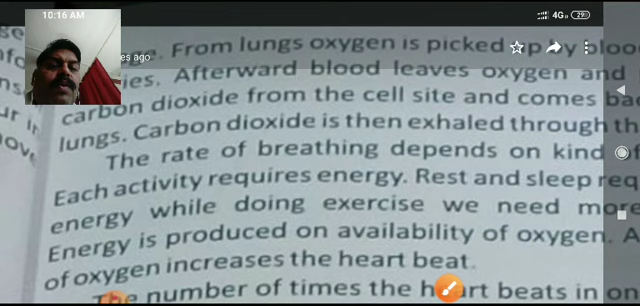 10:16 AM
4G 29
es ago
From lungs oxygen is picked up by bloo
ies. Afterward blood leaves oxygen and
carbon dioxide from the cell site and comes ba
lungs. Carbon dioxide is then exhaled through th
The rate of breathing depends on kind of
Each activity requires energy. Rest and sleep req
energy while doing exercise we need more
Energy is produced on availability of oxygen. A
of oxygen increases the heart beat.
The number of times the heart beats in on